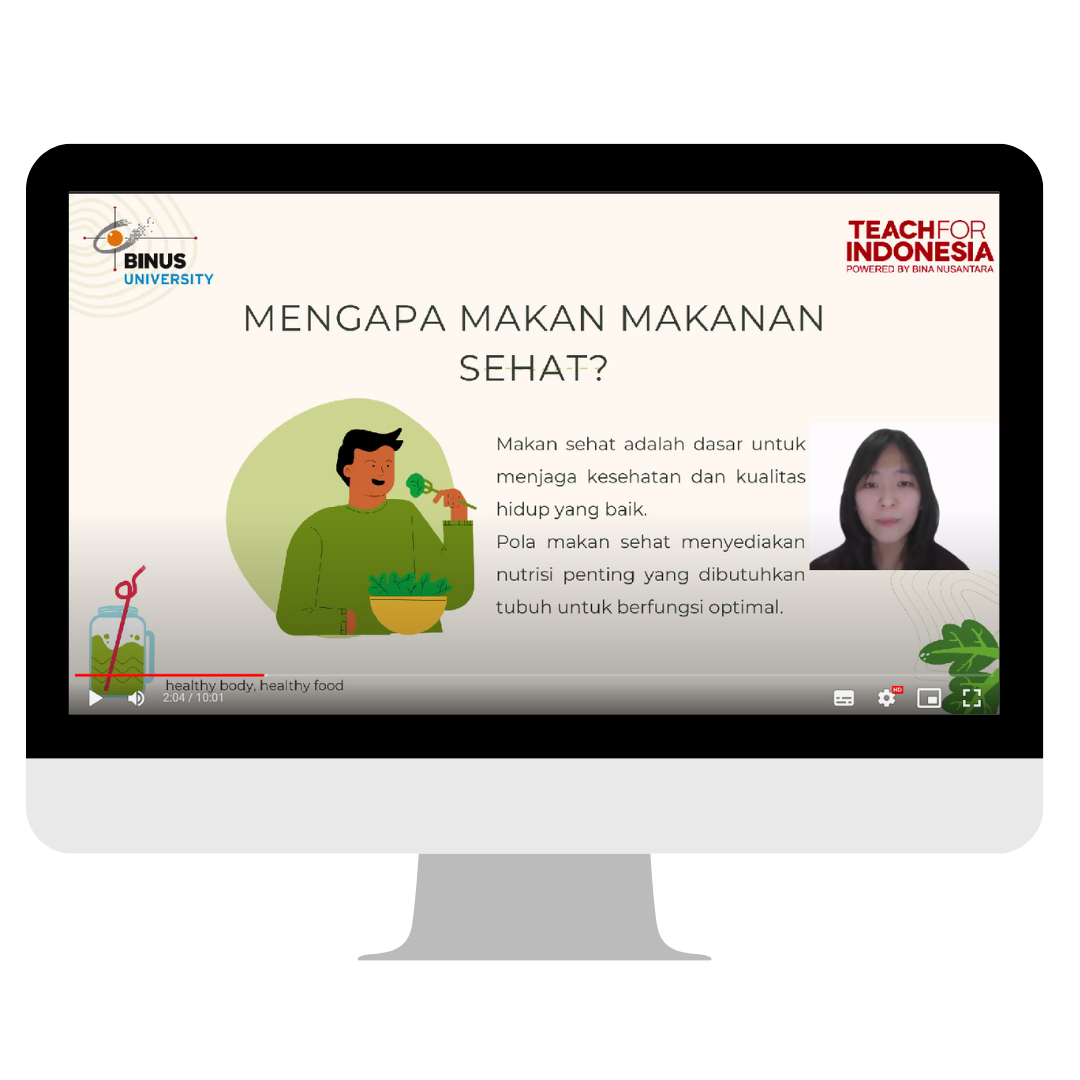 BINUS
UNIVERSITY
TEACHFOR
INDONESIA
POWERED BY BINA NUSANTARA
MENGAPA MAKAN MAKANAN
SEHAT?
Makan sehat adalah dasar untuk
menjaga kesehatan dan kualitas
hidup yang baik.
Pola makan sehat menyediakan
nutrisi penting yang dibutuhkan
tubuh untuk berfungsi optimal.
healthy body, healthy food
2:04 / 10:01
HD